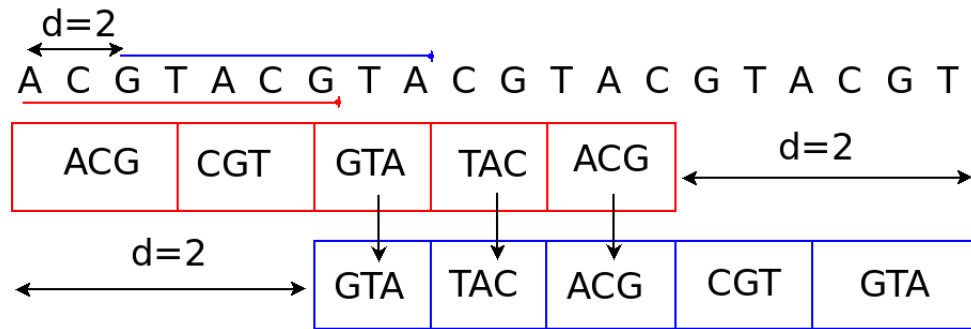 d=2
A C G T A C G T A C G T A C G T A C G T
ACG CGT GTA TAC ACG d=2
d=2 GTA TAC ACG CGT GTA